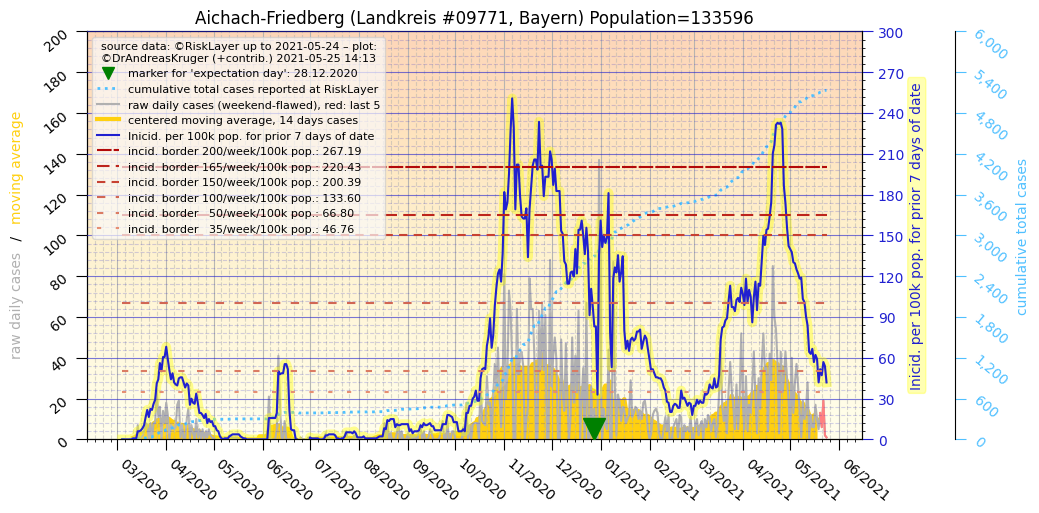 Aichach-Friedberg (Landkreis #09771, Bayern) Population=133596
source data: ©RiskLayer up to 2021-05-24 – plot:
©DrAndreasKruger (+contrib.) 2021-05-25 14:13
marker for 'expectation day': 28.12.2020
cumulative total cases reported at RiskLayer
raw daily cases (weekend-flawed), red: last 5
centered moving average, 14 days cases
Inicid. per 100k pop. for prior 7 days of date
incid. border 200/week/100k pop.: 267.19
incid. border 165/week/100k pop.: 220.43
incid. border 150/week/100k pop.: 200.39
incid. border 100/week/100k pop.: 133.60
incid. border   50/week/100k pop.: 66.80
incid. border   35/week/100k pop.: 46.76
raw daily cases / moving average
200
180
160
140
120
100
80
60
40
20
0
300
270
240
210
180
150
120
90
60
30
0
Inicid. per 100k pop. for prior 7 days of date
6,000
5,400
4,800
4,200
3,600
3,000
2,400
1,800
1,200
600
0
cumulative total cases
03/2020
04/2020
05/2020
06/2020
07/2020
08/2020
09/2020
10/2020
11/2020
12/2020
01/2021
02/2021
03/2021
04/2021
05/2021
06/2021